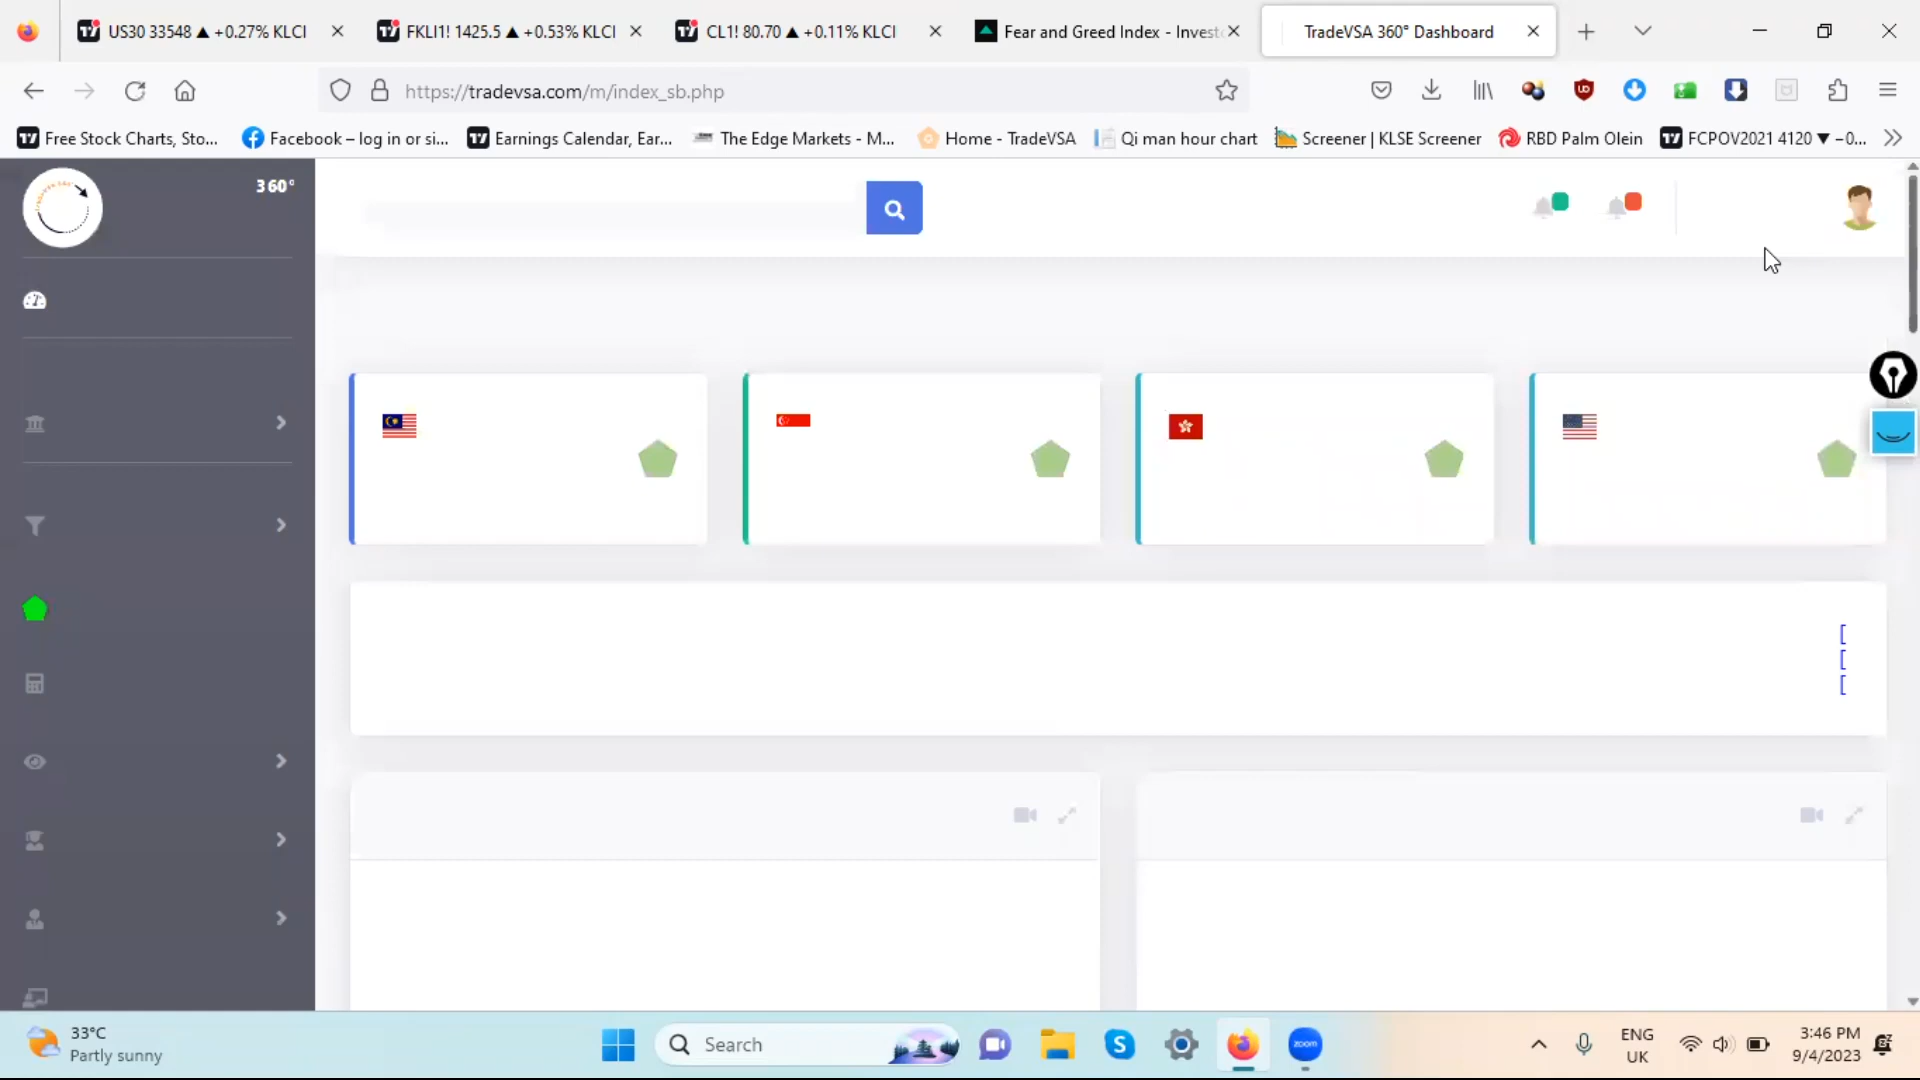 US30 33548 ▲ +0.27% KLCI
FKLI1! 1425.5 ▲ +0.53% KLCI
CL1! 80.70 ▲ +0.11% KLCI
Fear and Greed Index - Invest
TradeVSA 360° Dashboard
https://tradevsa.com/m/index_sb.php
Free Stock Charts, Sto...
Facebook – log in or si...
Earnings Calendar, Ear...
The Edge Markets - M...
Home - TradeVSA
Qi man hour chart
Screener | KLSE Screener
RBD Palm Olein
FCPOV2021 4120 ▼ −0...
360°
[
[
[
33°C
Partly sunny
Search
zoom
ENG
UK
3:46 PM
9/4/2023